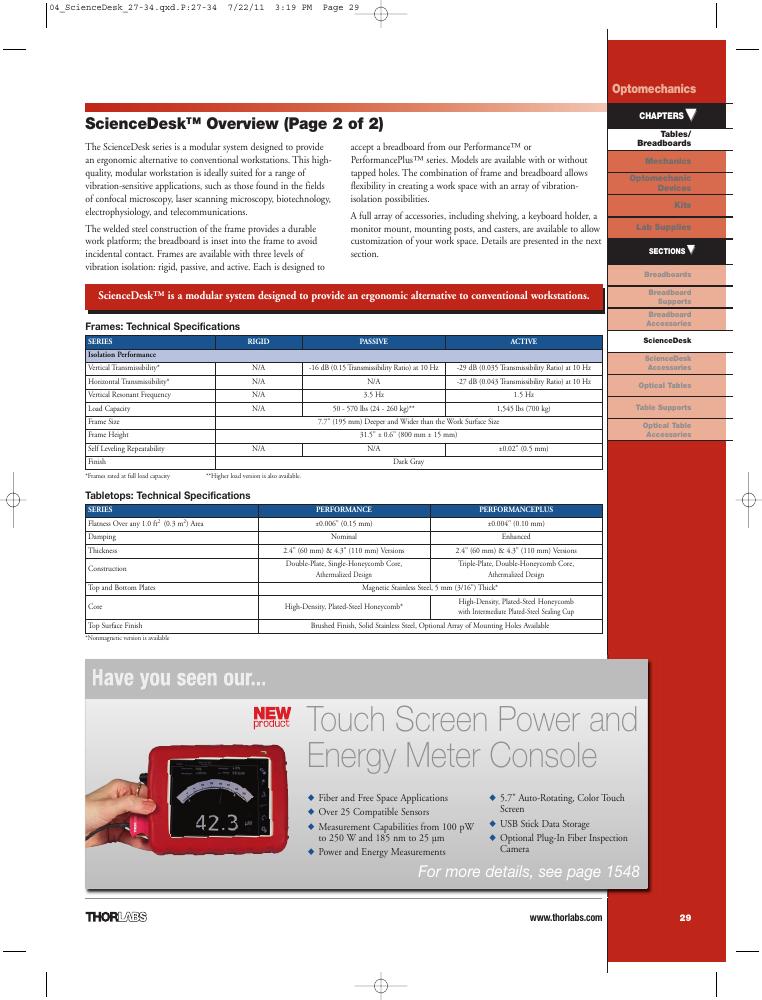 04_ScienceDesk_27-34.qxd.P:27-34 7/22/11 3:19 PM Page 29
Optomechanics
CHAPTERS
Tables/
Breadboards
Mechanics
Optomechanic
Devices
Kits
Lab Supplies
SECTIONS
Breadboards
Breadboard
Supports
Breadboard
Accessories
ScienceDesk
ScienceDesk
Accessories
Optical Tables
Table Supports
Optical Table
Accessories
ScienceDesk™ Overview (Page 2 of 2)
The ScienceDesk series is a modular system designed to provide
an ergonomic alternative to conventional workstations. This high-
quality, modular workstation is ideally suited for a range of
vibration-sensitive applications, such as those found in the fields
of confocal microscopy, laser scanning microscopy, biotechnology,
electrophysiology, and telecommunications.
The welded steel construction of the frame provides a durable
work platform; the breadboard is inset into the frame to avoid
incidental contact. Frames are available with three levels of
vibration isolation: rigid, passive, and active. Each is designed to
accept a breadboard from our Performance™ or
PerformancePlus™ series. Models are available with or without
tapped holes. The combination of frame and breadboard allows
flexibility in creating a work space with an array of vibration-
isolation possibilities.
A full array of accessories, including shelving, a keyboard holder, a
monitor mount, mounting posts, and casters, are available to allow
customization of your work space. Details are presented in the next
section.
ScienceDesk™ is a modular system designed to provide an ergonomic alternative to conventional workstations.
Frames: Technical Specifications
SERIES RIGID PASSIVE ACTIVE
Isolation Performance
Vertical Transmissibility* N/A -16 dB (0.15 Transmissibility Ratio) at 10 Hz -29 dB (0.035 Transmissibility Ratio) at 10 Hz
Horizontal Transmissibility* N/A N/A -27 dB (0.043 Transmissibility Ratio) at 10 Hz
Vertical Resonant Frequency N/A 3.5 Hz 1.5 Hz
Load Capacity N/A 50 - 570 lbs (24 - 260 kg)** 1,545 lbs (700 kg)
Frame Size 7.7" (195 mm) Deeper and Wider than the Work Surface Size
Frame Height 31.5" ± 0.6" (800 mm ± 15 mm)
Self Leveling Repeatability N/A N/A ±0.02" (0.5 mm)
Finish Dark Gray
*Frames rated at full load capacity **Higher load version is also available.
Tabletops: Technical Specifications
SERIES PERFORMANCE PERFORMANCEPLUS
Flatness Over any 1.0 ft² (0.3 m²) Area ±0.006" (0.15 mm) ±0.004" (0.10 mm)
Damping Nominal Enhanced
Thickness 2.4" (60 mm) & 4.3" (110 mm) Versions 2.4" (60 mm) & 4.3" (110 mm) Versions
Construction Double-Plate, Single-Honeycomb Core, Triple-Plate, Double-Honeycomb Core,
Athermalized Design Athermalized Design
Top and Bottom Plates Magnetic Stainless Steel, 5 mm (3/16") Thick*
Core High-Density, Plated-Steel Honeycomb* High-Density, Plated-Steel Honeycomb
with Intermediate Plated-Steel Sealing Cup
Top Surface Finish Brushed Finish, Solid Stainless Steel, Optional Array of Mounting Holes Available
*Nonmagnetic version is available
Have you seen our...
NEW
product
Touch Screen Power and
Energy Meter Console
42.3 µW
Fiber and Free Space Applications
Over 25 Compatible Sensors
Measurement Capabilities from 100 pW
to 250 W and 185 nm to 25 µm
Power and Energy Measurements
5.7" Auto-Rotating, Color Touch
Screen
USB Stick Data Storage
Optional Plug-In Fiber Inspection
Camera
For more details, see page 1548
THORLABS
www.thorlabs.com
29